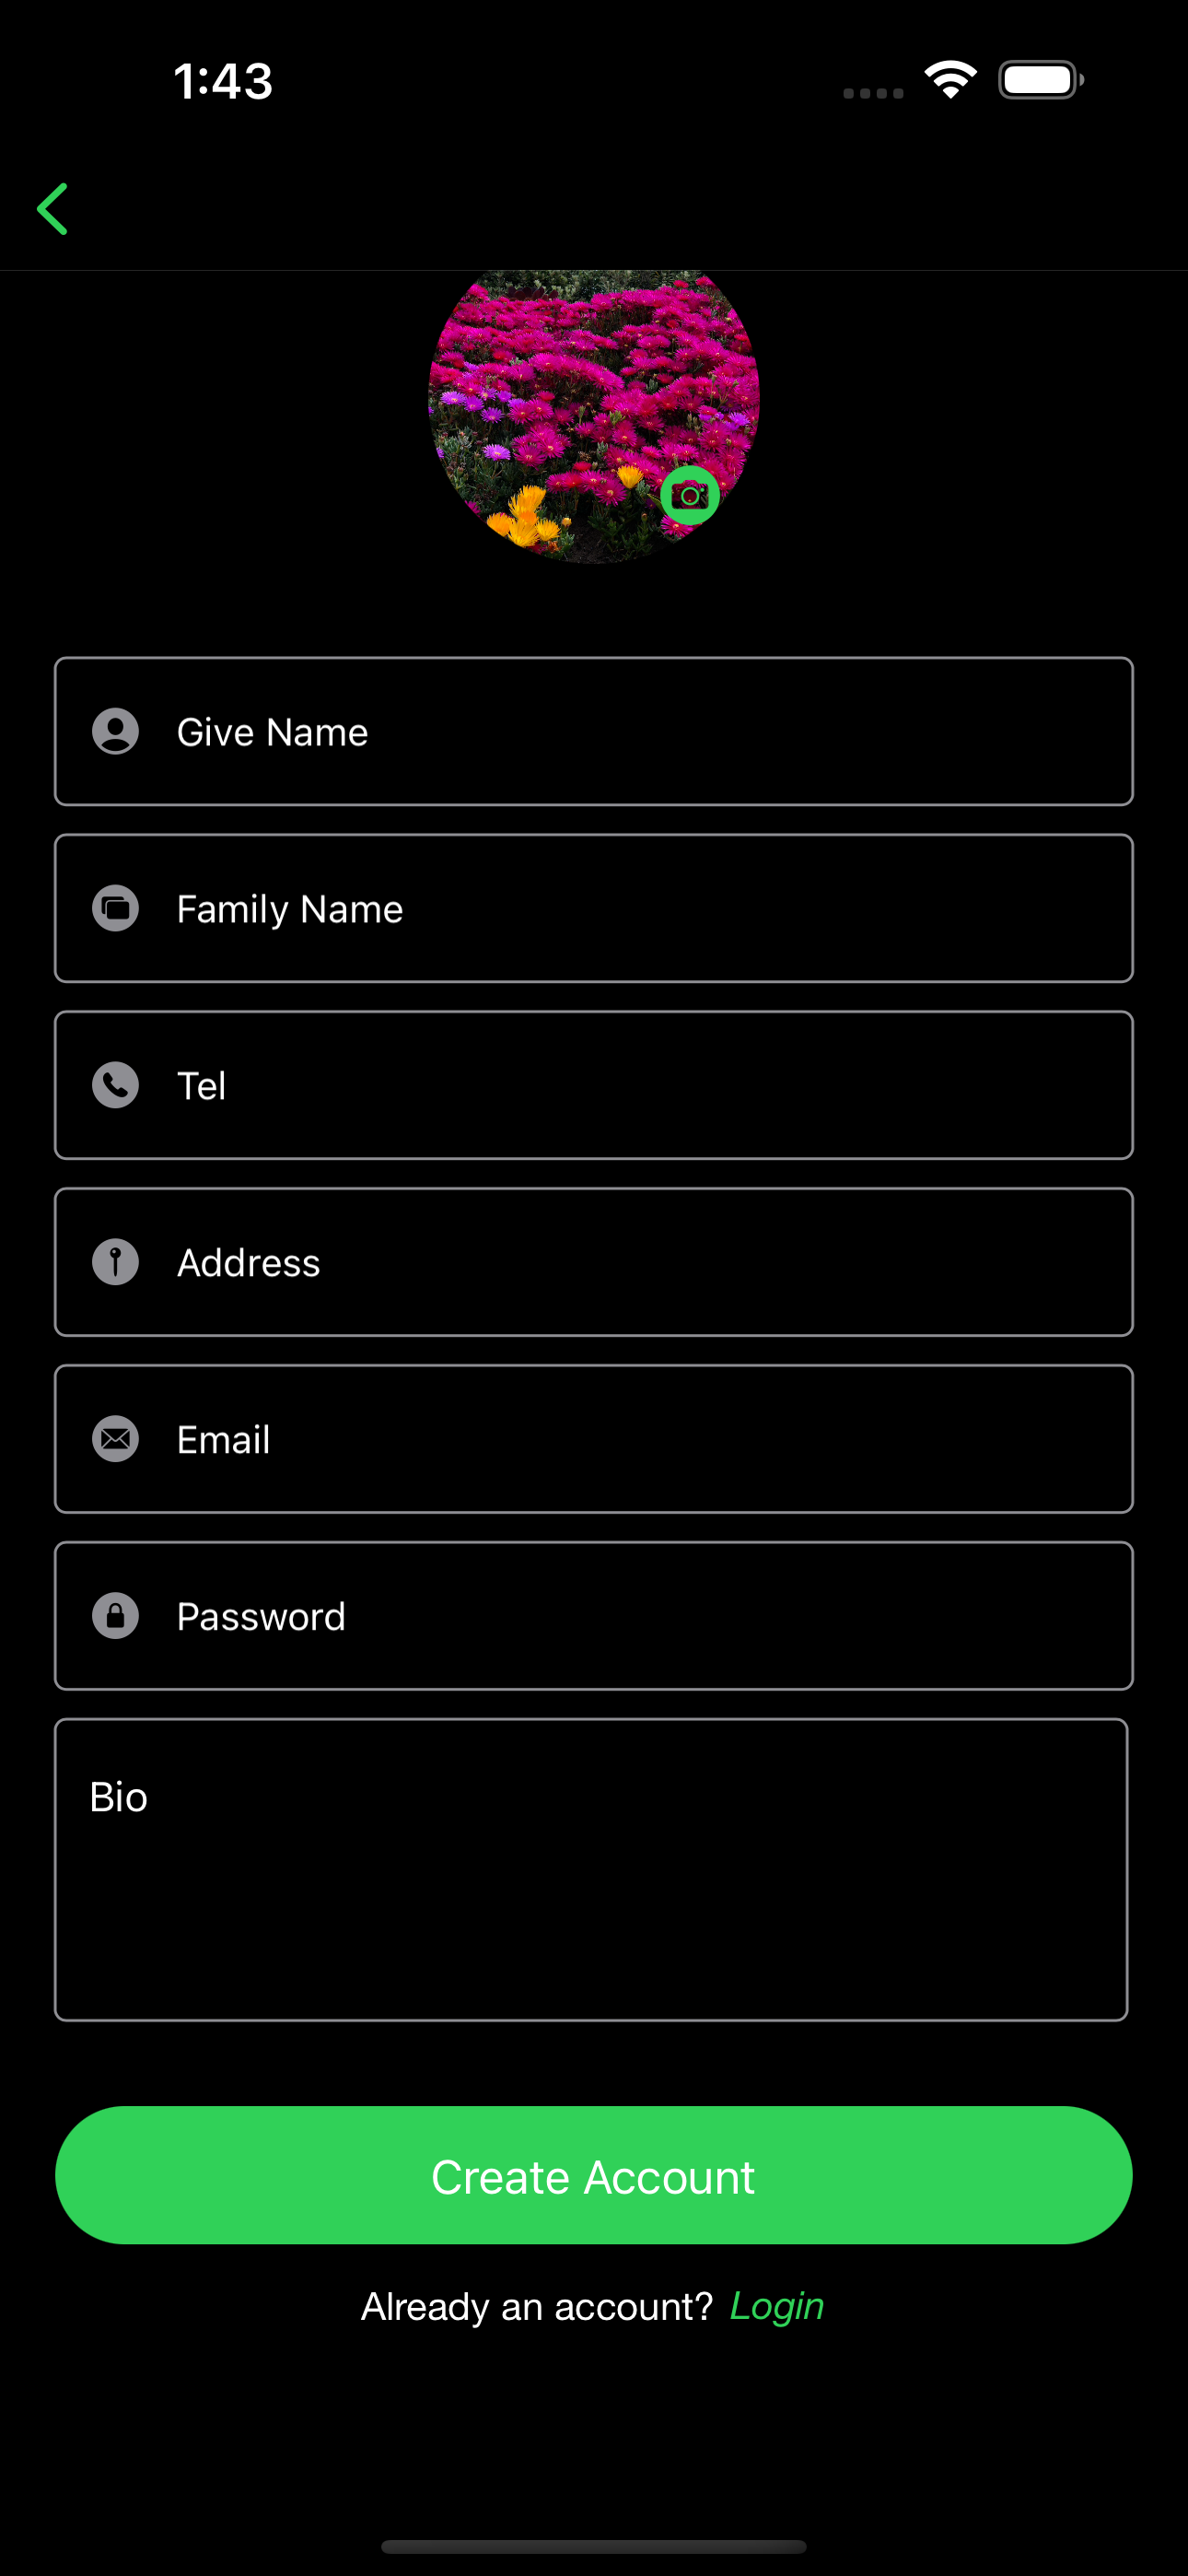 1:43
Give Name
Family Name
Tel
Address
Email
Password
Bio
Create Account
Already an account? Login